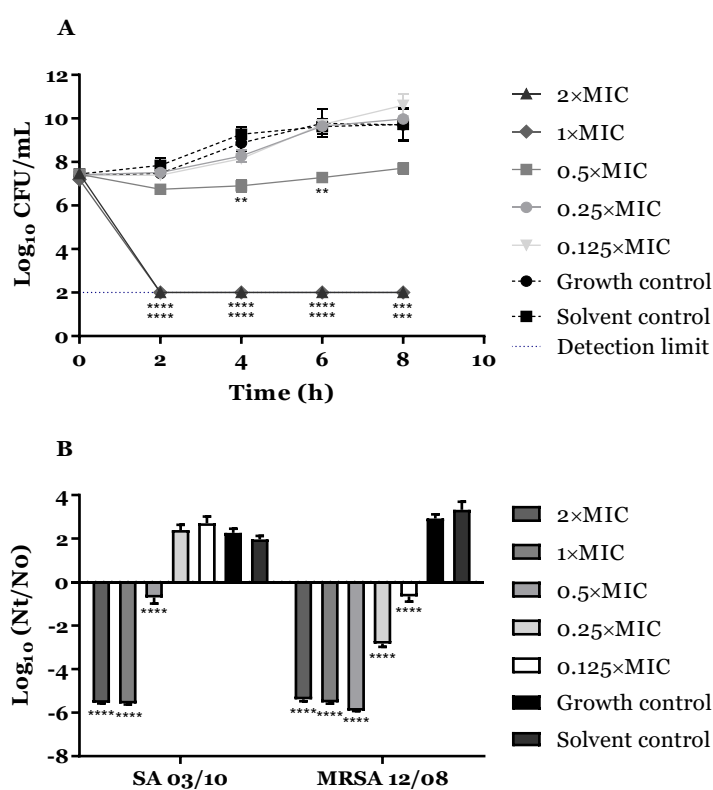 A
Log₁₀ CFU/mL
12
10
8
6
4
2
0
** **
**** **** **** ***
**** **** **** ***
0 2 4 6 8 10
Time (h)
2×MIC
1×MIC
0.5×MIC
0.25×MIC
0.125×MIC
Growth control
Solvent control
Detection limit
B
Log₁₀ (Nt/N0)
4
2
0
-2
-4
-6
-8
**** **** **** **** **** **** **** ****
SA 03/10 MRSA 12/08
2×MIC
1×MIC
0.5×MIC
0.25×MIC
0.125×MIC
Growth control
Solvent control